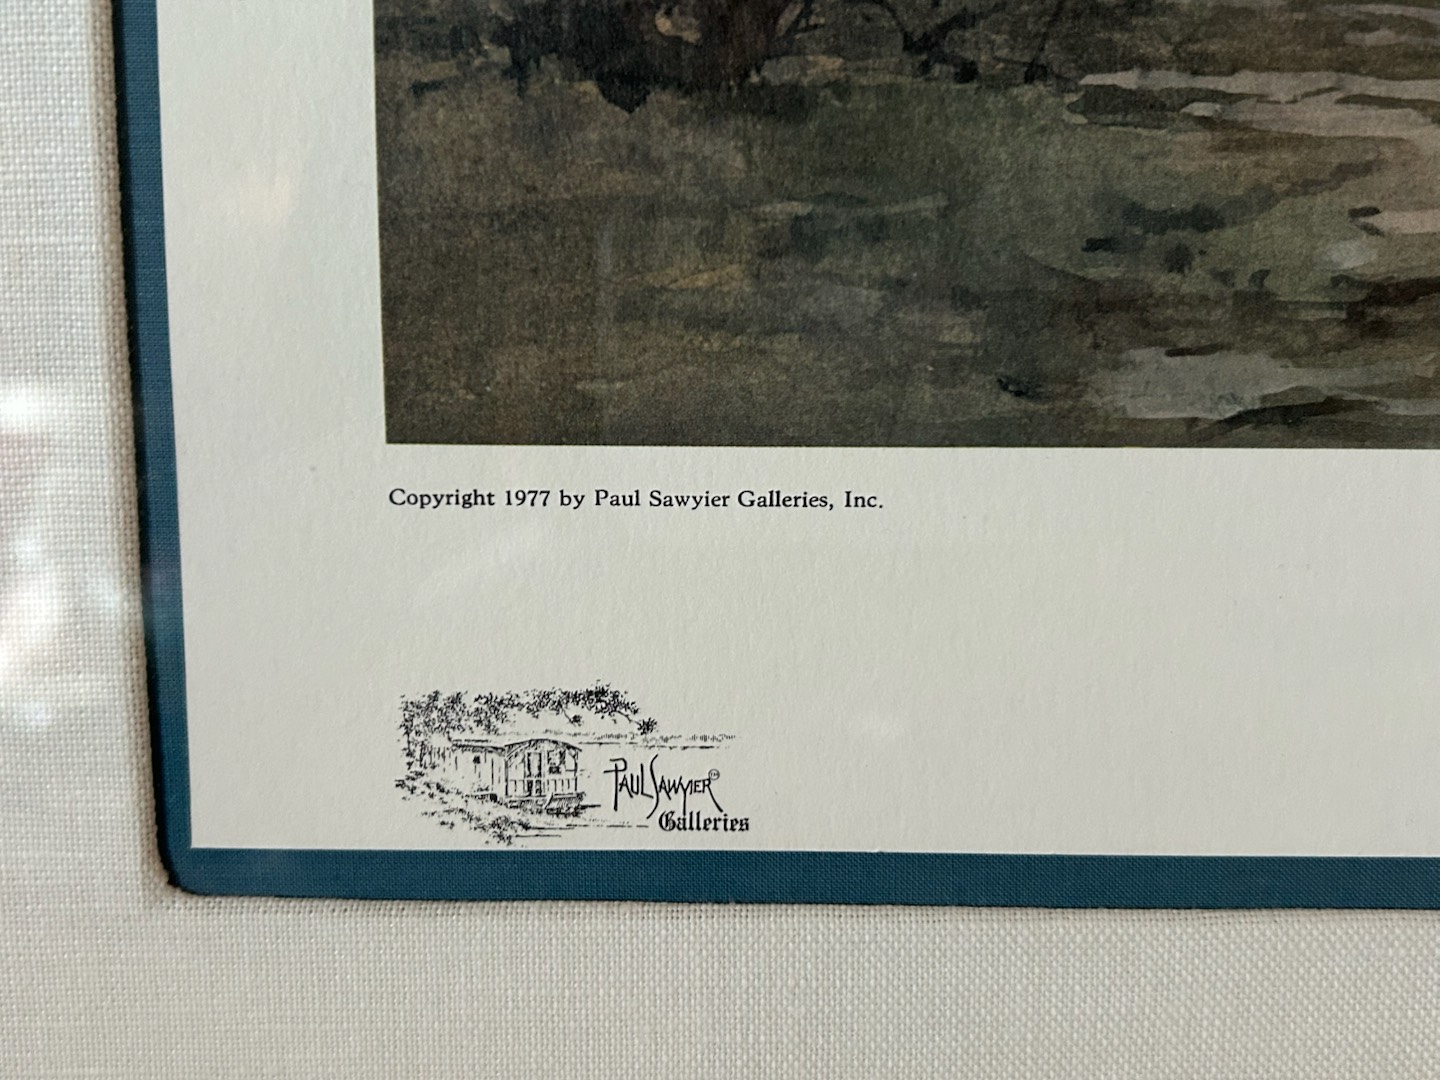 Copyright 1977 by Paul Sawyier Galleries, Inc.
PAUL SAWYIER
Galleries